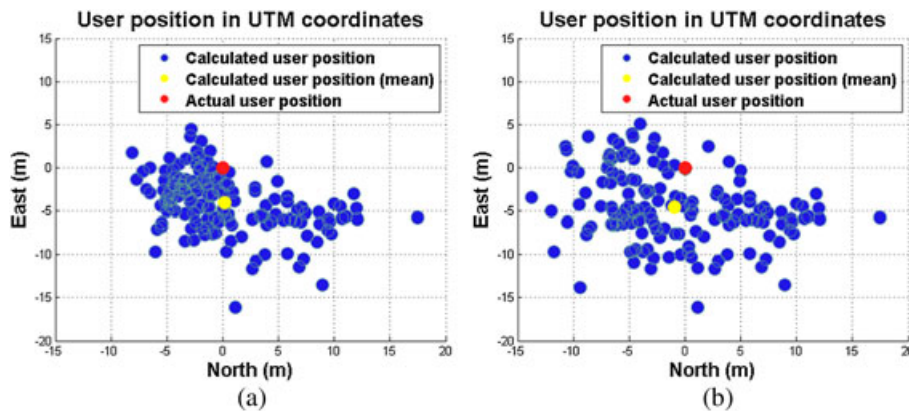 User position in UTM coordinates
15
10
5
0
-5
-10
-15
-20
East (m)
Calculated user position
Calculated user position (mean)
Actual user position
-15 -10 -5 0 5 10 15 20
North (m)
(a)
User position in UTM coordinates
15
10
5
0
-5
-10
-15
-20
East (m)
Calculated user position
Calculated user position (mean)
Actual user position
-15 -10 -5 0 5 10 15 20
North (m)
(b)